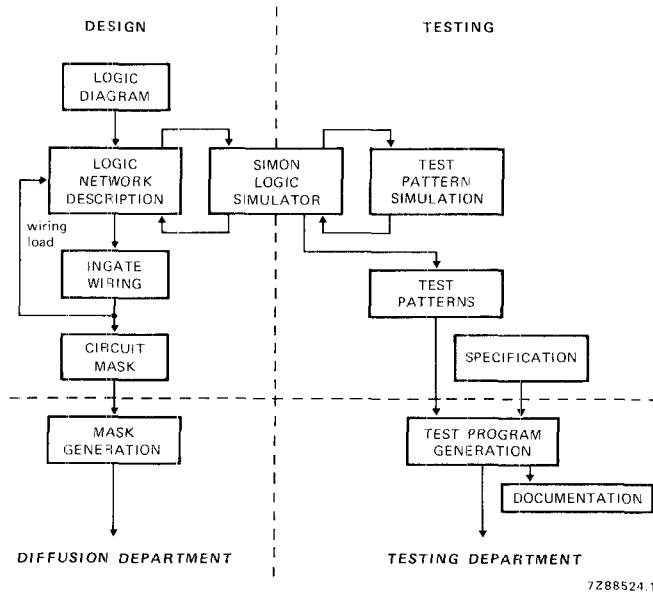 DESIGN
TESTING
LOGIC
DIAGRAM
LOGIC
NETWORK
DESCRIPTION
SIMON
LOGIC
SIMULATOR
TEST
PATTERN
SIMULATION
wiring
load
INGATE
WIRING
TEST
PATTERNS
CIRCUIT
MASK
SPECIFICATION
MASK
GENERATION
TEST PROGRAM
GENERATION
DOCUMENTATION
DIFFUSION DEPARTMENT
TESTING DEPARTMENT
7Z88524.1